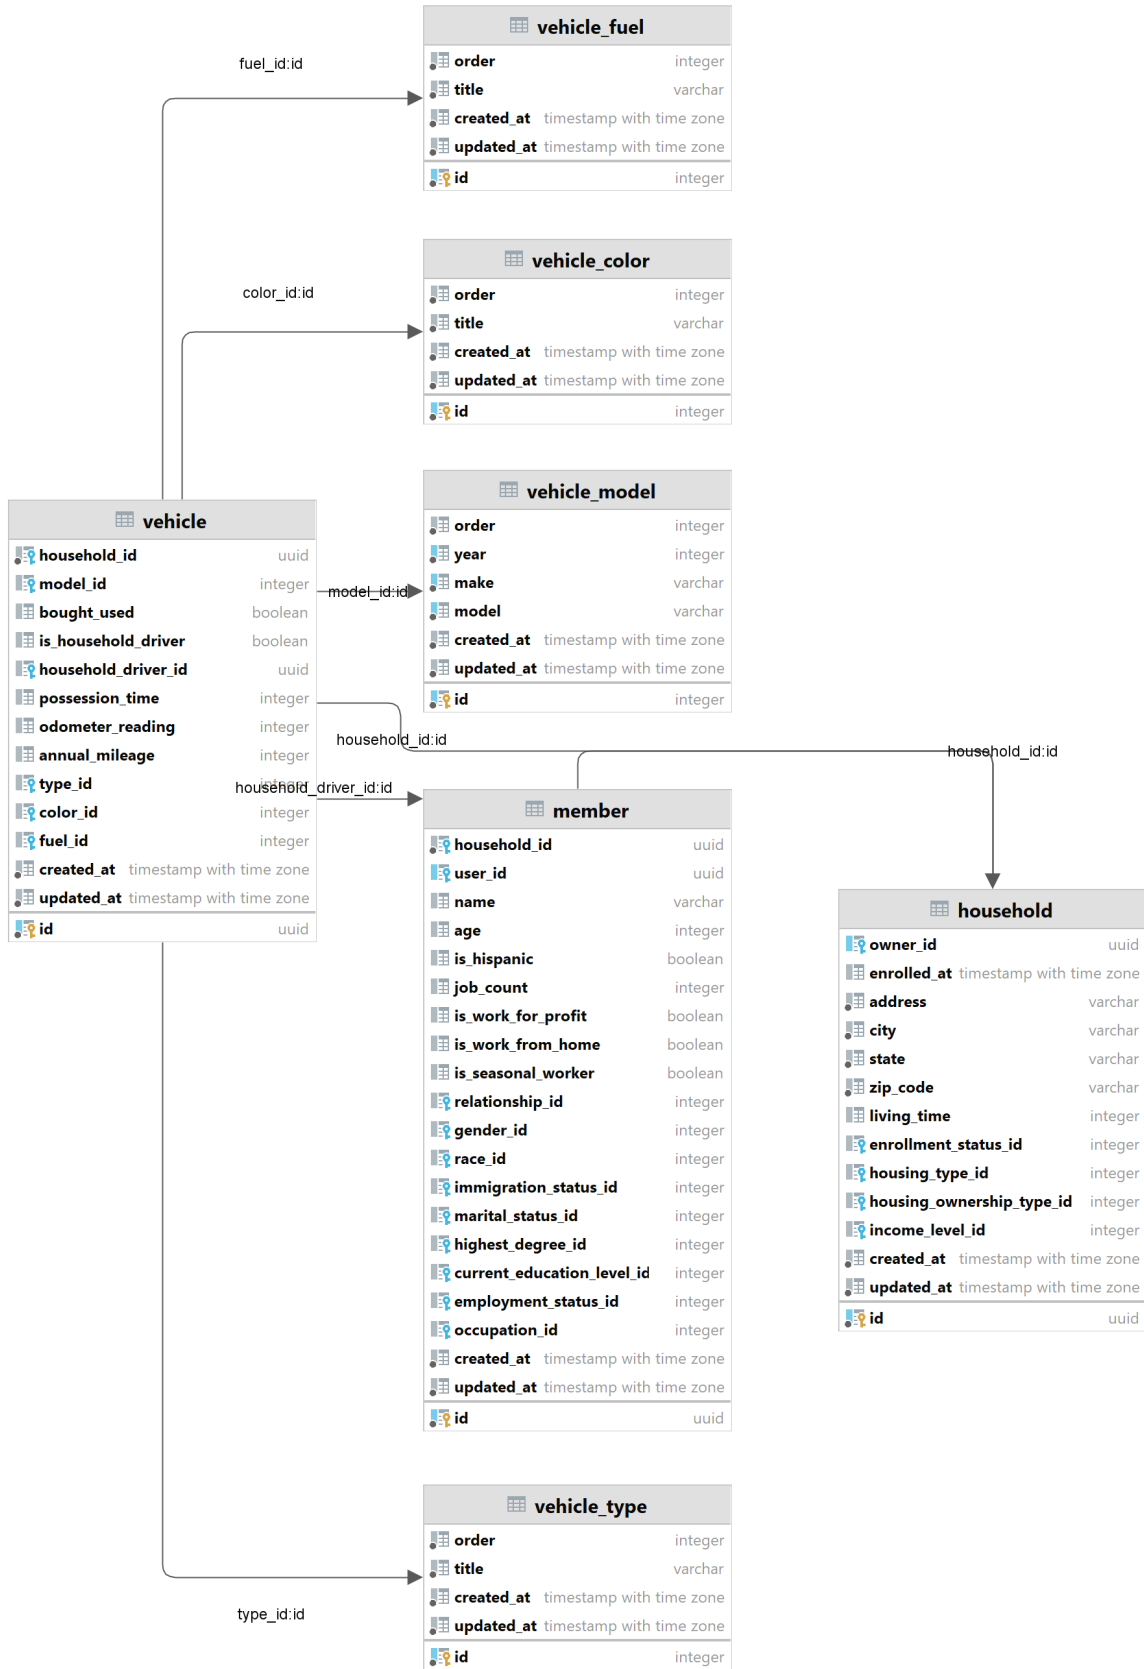 vehicle_fuel
order integer
title varchar
created_at timestamp with time zone
updated_at timestamp with time zone
id integer
fuel_id:id
vehicle_color
order integer
title varchar
created_at timestamp with time zone
updated_at timestamp with time zone
id integer
color_id:id
vehicle_model
order integer
year integer
make varchar
model varchar
created_at timestamp with time zone
updated_at timestamp with time zone
id integer
model_id:id
vehicle
household_id uuid
model_id integer
bought_used boolean
is_household_driver boolean
household_driver_id uuid
possession_time integer
odometer_reading integer
annual_mileage integer
type_id integer
color_id integer
fuel_id integer
created_at timestamp with time zone
updated_at timestamp with time zone
id uuid
household_id:id
household_id:id
household_driver_id:id
member
household_id uuid
user_id uuid
name varchar
age integer
is_hispanic boolean
job_count integer
is_work_for_profit boolean
is_work_from_home boolean
is_seasonal_worker boolean
relationship_id integer
gender_id integer
race_id integer
immigration_status_id integer
marital_status_id integer
highest_degree_id integer
current_education_level_id integer
employment_status_id integer
occupation_id integer
created_at timestamp with time zone
updated_at timestamp with time zone
id uuid
household
owner_id uuid
enrolled_at timestamp with time zone
address varchar
city varchar
state varchar
zip_code varchar
living_time integer
enrollment_status_id integer
housing_type_id integer
housing_ownership_type_id integer
income_level_id integer
created_at timestamp with time zone
updated_at timestamp with time zone
id uuid
vehicle_type
order integer
title varchar
created_at timestamp with time zone
updated_at timestamp with time zone
id integer
type_id:id